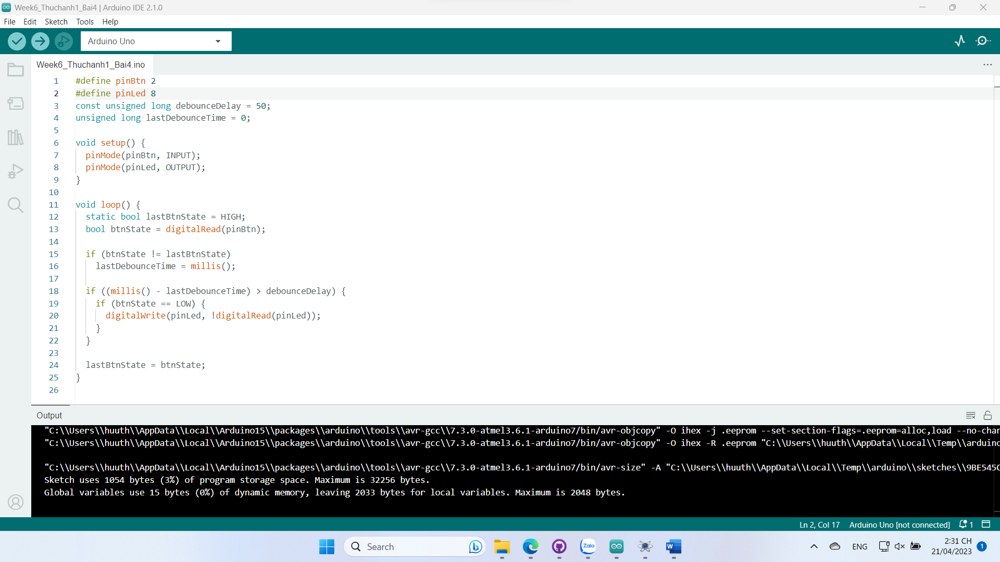 Week6_Thuchanh1_Bai4 | Arduino IDE 2.1.0
File Edit Sketch Tools Help
Arduino Uno
Week6_Thuchanh1_Bai4.ino
1 #define pinBtn 2
2 #define pinLed 8
3 const unsigned long debounceDelay = 50;
4 unsigned long lastDebounceTime = 0;
5
6 void setup() {
7 pinMode(pinBtn, INPUT);
8 pinMode(pinLed, OUTPUT);
9 }
10
11 void loop() {
12 static bool lastBtnState = HIGH;
13 bool btnState = digitalRead(pinBtn);
14
15 if (btnState != lastBtnState)
16 lastDebounceTime = millis();
17
18 if ((millis() - lastDebounceTime) > debounceDelay) {
19 if (btnState == LOW) {
20 digitalWrite(pinLed, !digitalRead(pinLed));
21 }
22 }
23
24 lastBtnState = btnState;
25 }
26
Output
"C:\\Users\\huuth\\AppData\\Local\\Arduino15\\packages\\arduino\\tools\\avr-gcc\\7.3.0-atmel3.6.1-arduino7/bin/avr-objcopy" -O ihex -j .eeprom --set-section-flags=.eeprom=alloc,load --no-char
"C:\\Users\\huuth\\AppData\\Local\\Arduino15\\packages\\arduino\\tools\\avr-gcc\\7.3.0-atmel3.6.1-arduino7/bin/avr-objcopy" -O ihex -R .eeprom "C:\\Users\\huuth\\AppData\\Local\\Temp\\arduino
"C:\\Users\\huuth\\AppData\\Local\\Arduino15\\packages\\arduino\\tools\\avr-gcc\\7.3.0-atmel3.6.1-arduino7/bin/avr-size" -A "C:\\Users\\huuth\\AppData\\Local\\Temp\\arduino\\sketches\\9BE545C
Sketch uses 1054 bytes (3%) of program storage space. Maximum is 32256 bytes.
Global variables use 15 bytes (0%) of dynamic memory, leaving 2033 bytes for local variables. Maximum is 2048 bytes.
Ln 2, Col 17 Arduino Uno [not connected] 1
Search
Zalo
W
ENG
2:31 CH
21/04/2023
1